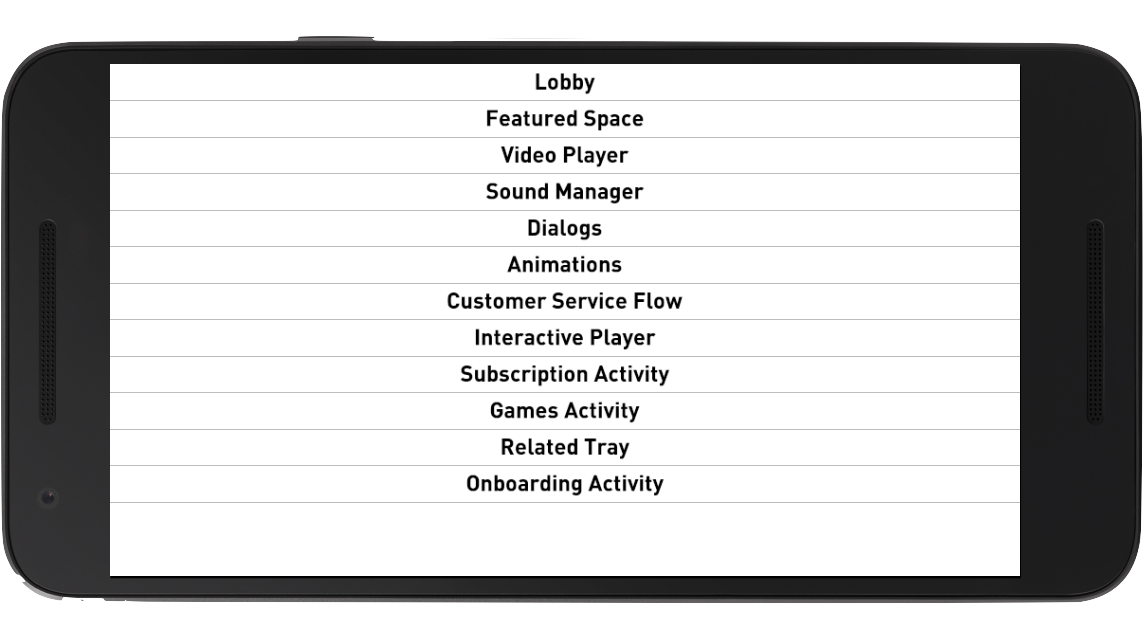 Lobby
Featured Space
Video Player
Sound Manager
Dialogs
Animations
Customer Service Flow
Interactive Player
Subscription Activity
Games Activity
Related Tray
Onboarding Activity